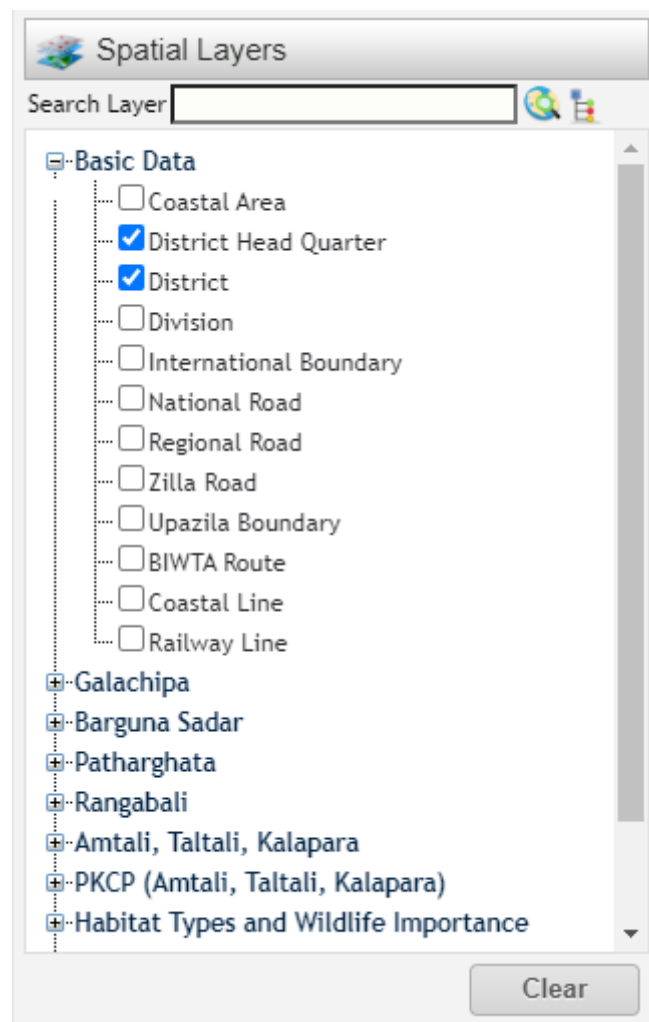 Spatial Layers
Search Layer
Basic Data
Coastal Area
District Head Quarter
District
Division
International Boundary
National Road
Regional Road
Zilla Road
Upazila Boundary
BIWTA Route
Coastal Line
Railway Line
Galachipa
Barguna Sadar
Patharghata
Rangabali
Amtali, Taltali, Kalapara
PKCP (Amtali, Taltali, Kalapara)
Habitat Types and Wildlife Importance
Clear